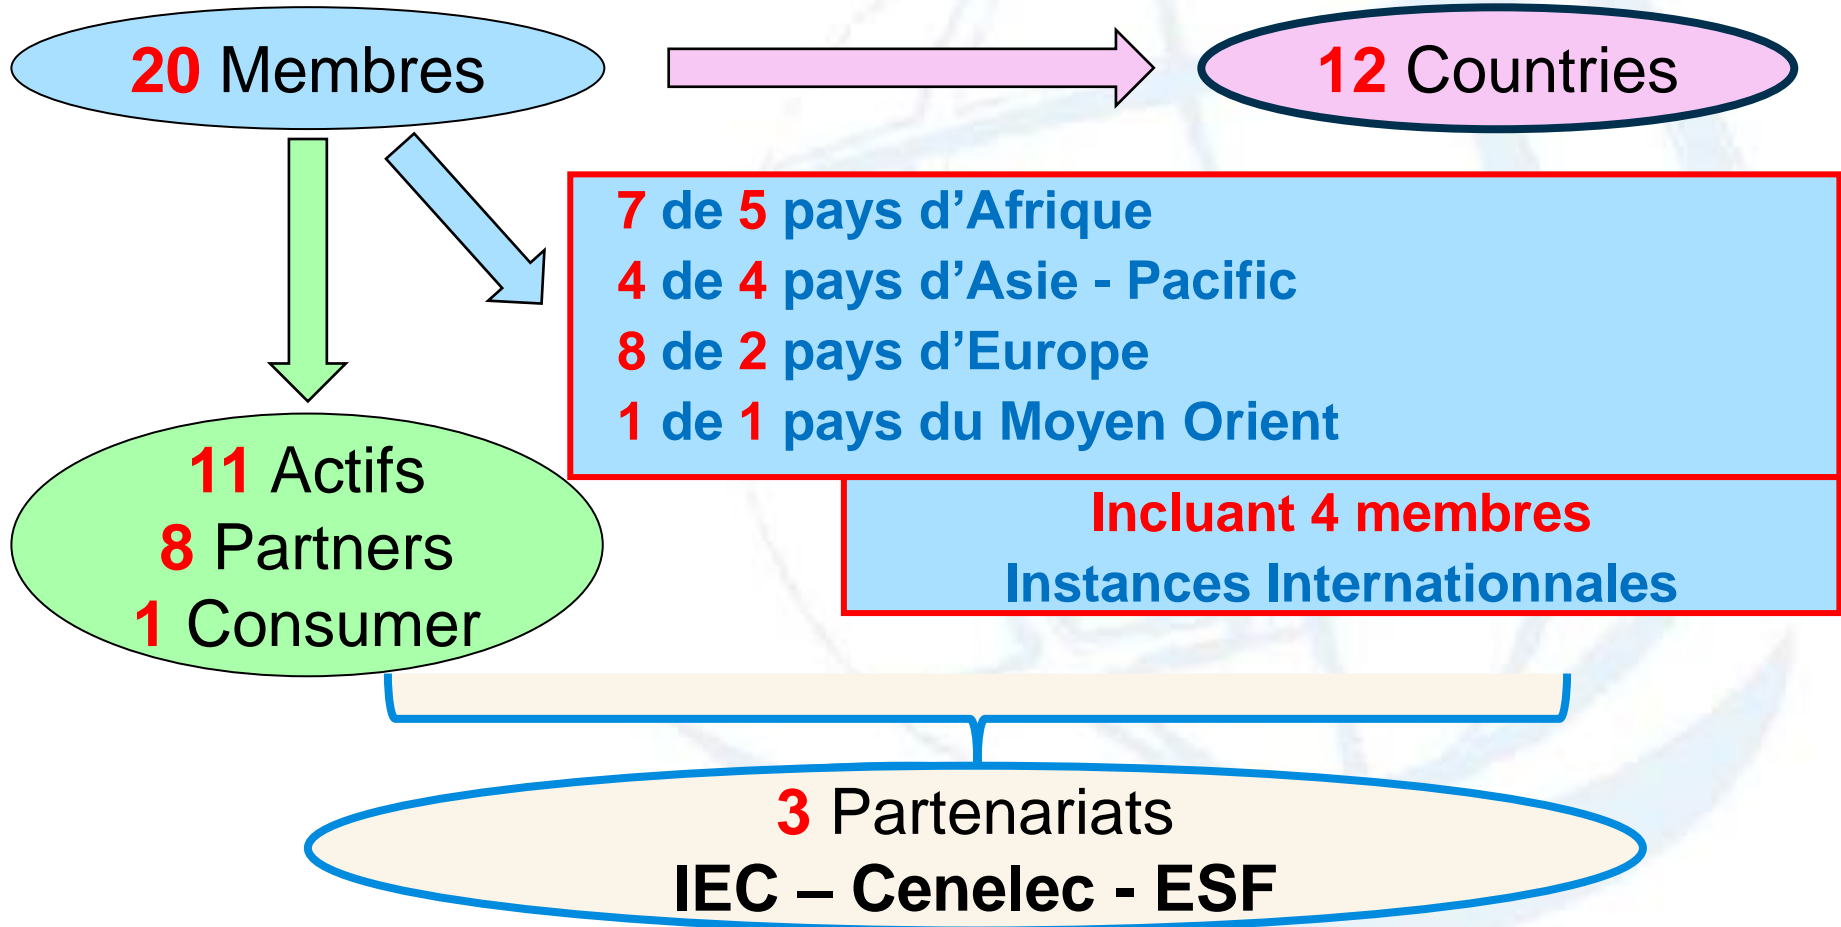 20 Membres
12 Countries
7 de 5 pays d’Afrique
4 de 4 pays d’Asie - Pacific
8 de 2 pays d’Europe
1 de 1 pays du Moyen Orient
Incluant 4 membres
Instances Internationnales
11 Actifs
8 Partners
1 Consumer
3 Partenariats
IEC – Cenelec - ESF